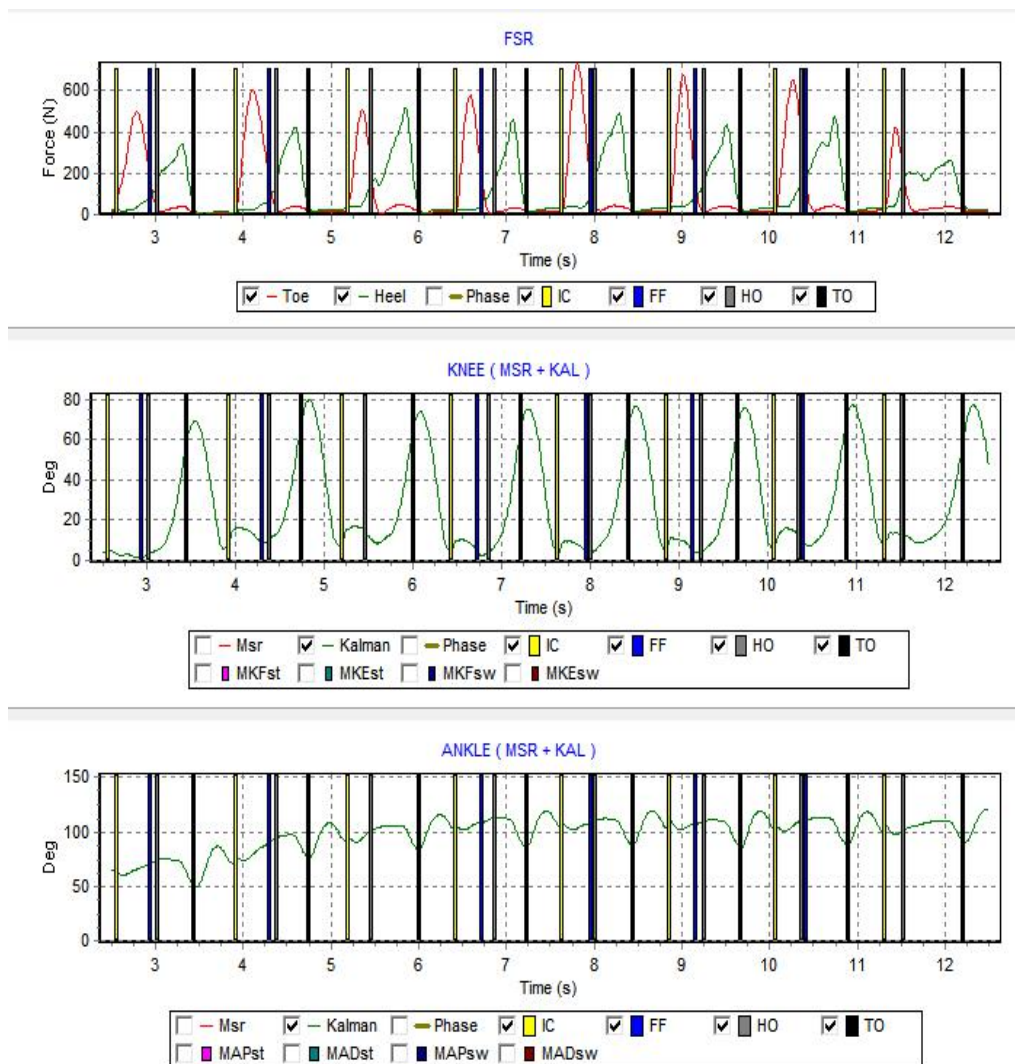 FSR
Force (N)
600
400
200
0
3 4 5 6 7 8 9 10 11 12
Time (s)
Toe Heel Phase IC FF HO TO
KNEE ( MSR + KAL )
Deg
80
60
40
20
0
3 4 5 6 7 8 9 10 11 12
Time (s)
Msr Kalman Phase IC FF HO TO
MKFst MKEst MKFsw MKEsw
ANKLE ( MSR + KAL )
Deg
150
100
50
0
3 4 5 6 7 8 9 10 11 12
Time (s)
Msr Kalman Phase IC FF HO TO
MAPst MADst MAPsw MADsw